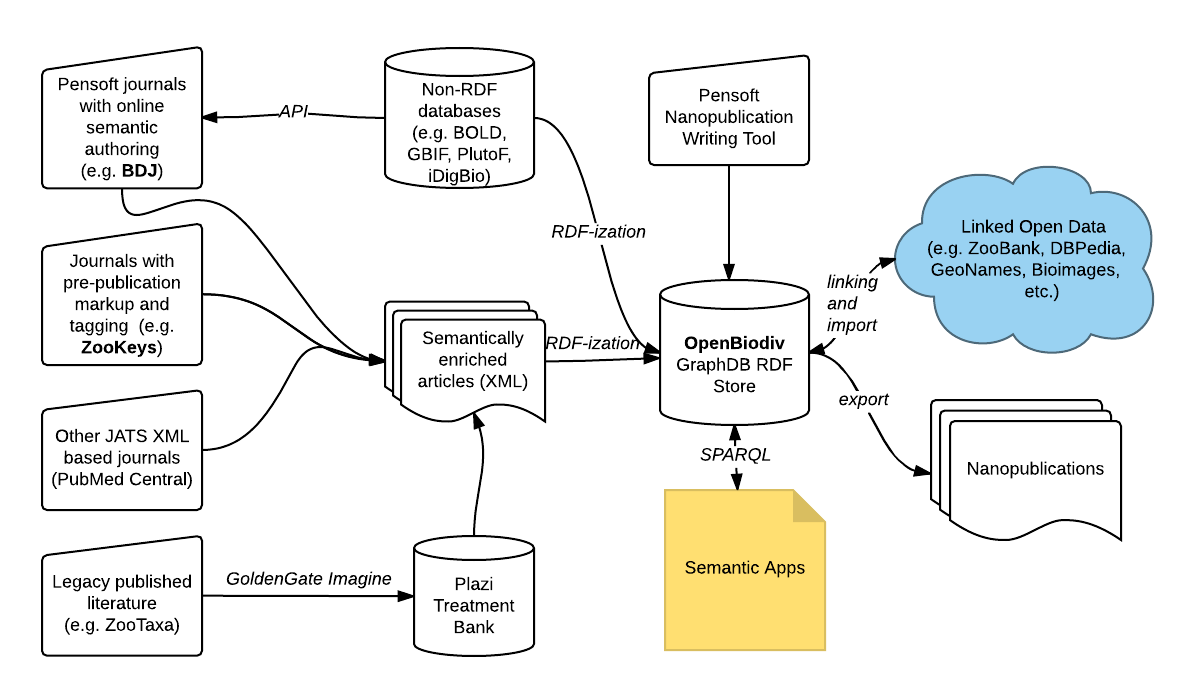 Pensoft journals
with online
semantic
authoring
(e.g. BDJ)
API
Non-RDF
databases
(e.g. BOLD,
GBIF, PlutoF,
iDigBio)
Pensoft
Nanopublication
Writing Tool
RDF-ization
Linked Open Data
(e.g. ZooBank, DBPedia,
GeoNames, Bioimages,
etc.)
Journals with
pre-publication
markup and
tagging (e.g.
ZooKeys)
linking
and
import
Semantically
enriched
articles (XML)
RDF-ization
OpenBiodiv
GraphDB RDF
Store
export
Other JATS XML
based journals
(PubMed Central)
SPARQL
Nanopublications
Legacy published
literature
(e.g. ZooTaxa)
GoldenGate Imagine
Plazi
Treatment
Bank
Semantic Apps